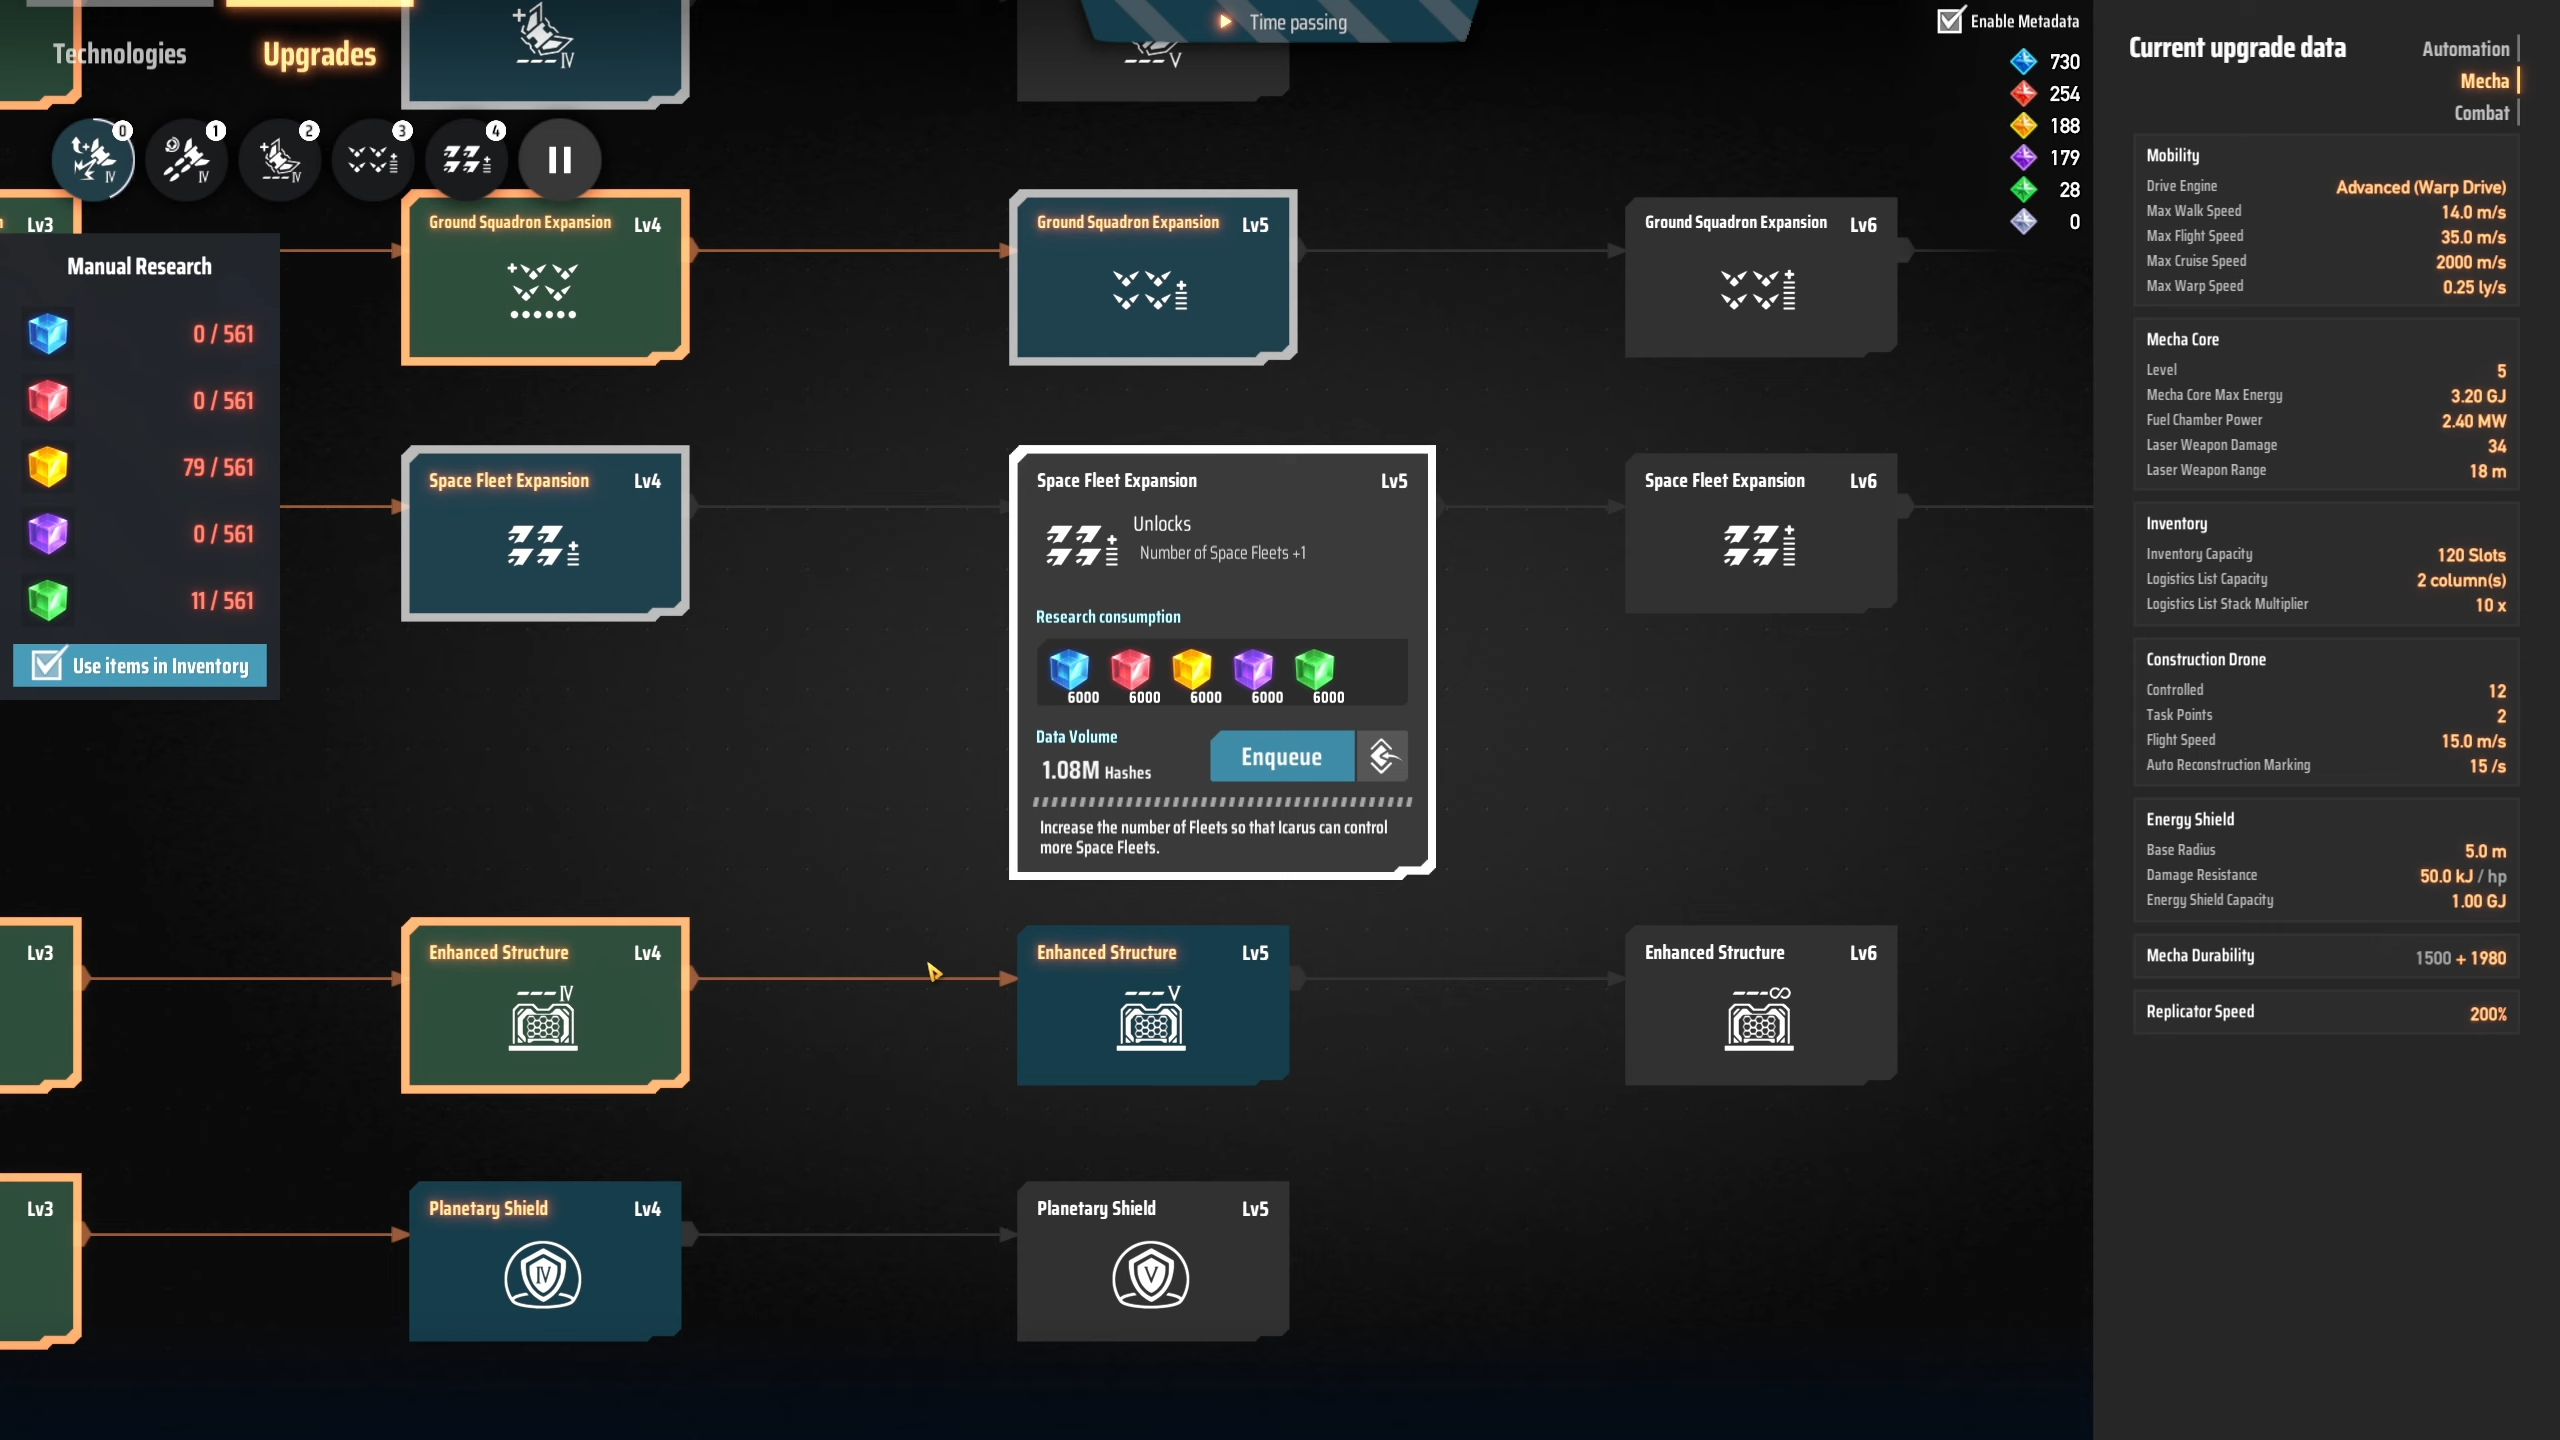 Time passing
Enable Metadata
Technologies
Upgrades
IV
V
730
254
188
179
28
0
0
1
2
3
4
IV
IV
IV
Manual Research
0 / 561
0 / 561
79 / 561
0 / 561
11 / 561
Use items in Inventory
Lv3
Ground Squadron Expansion Lv4
Ground Squadron Expansion Lv5
Ground Squadron Expansion Lv6
Space Fleet Expansion Lv4
Space Fleet Expansion Lv5
Unlocks
Number of Space Fleets +1
Research consumption
6000 6000 6000 6000 6000
Data Volume
1.08M Hashes
Enqueue
Increase the number of Fleets so that Icarus can control
more Space Fleets.
Space Fleet Expansion Lv6
Lv3
Enhanced Structure Lv4
IV
Enhanced Structure Lv5
V
Enhanced Structure Lv6
∞
Lv3
Planetary Shield Lv4
IV
Planetary Shield Lv5
V
Current upgrade data
Automation
Mecha
Combat
Mobility
Drive Engine Advanced (Warp Drive)
Max Walk Speed 14.0 m/s
Max Flight Speed 35.0 m/s
Max Cruise Speed 2000 m/s
Max Warp Speed 0.25 ly/s
Mecha Core
Level 5
Mecha Core Max Energy 3.20 GJ
Fuel Chamber Power 2.40 MW
Laser Weapon Damage 34
Laser Weapon Range 18 m
Inventory
Inventory Capacity 120 Slots
Logistics List Capacity 2 column(s)
Logistics List Stack Multiplier 10 x
Construction Drone
Controlled 12
Task Points 2
Flight Speed 15.0 m/s
Auto Reconstruction Marking 15 /s
Energy Shield
Base Radius 5.0 m
Damage Resistance 50.0 kJ / hp
Energy Shield Capacity 1.00 GJ
Mecha Durability 1500 + 1980
Replicator Speed 200%